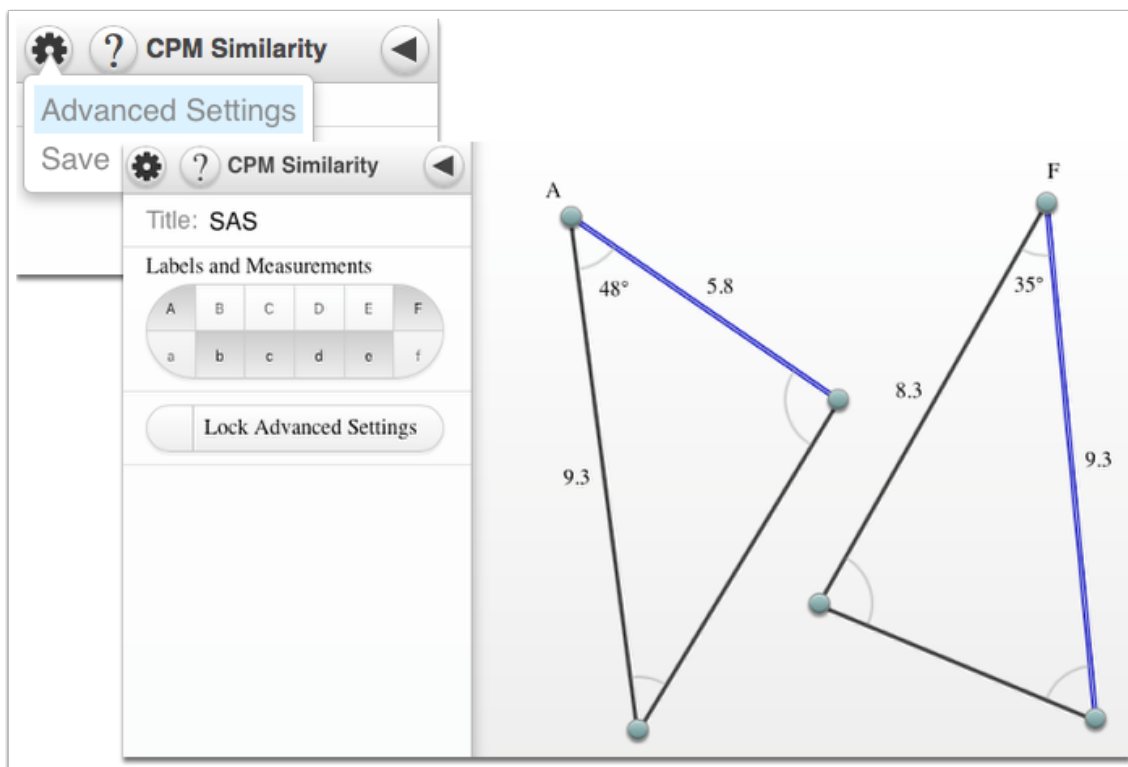 ? CPM Similarity
Advanced Settings
Save
? CPM Similarity
Title: SAS
Labels and Measurements
A B C D E F
a b c d e f
Lock Advanced Settings
A
48°
5.8
9.3
F
35°
8.3
9.3